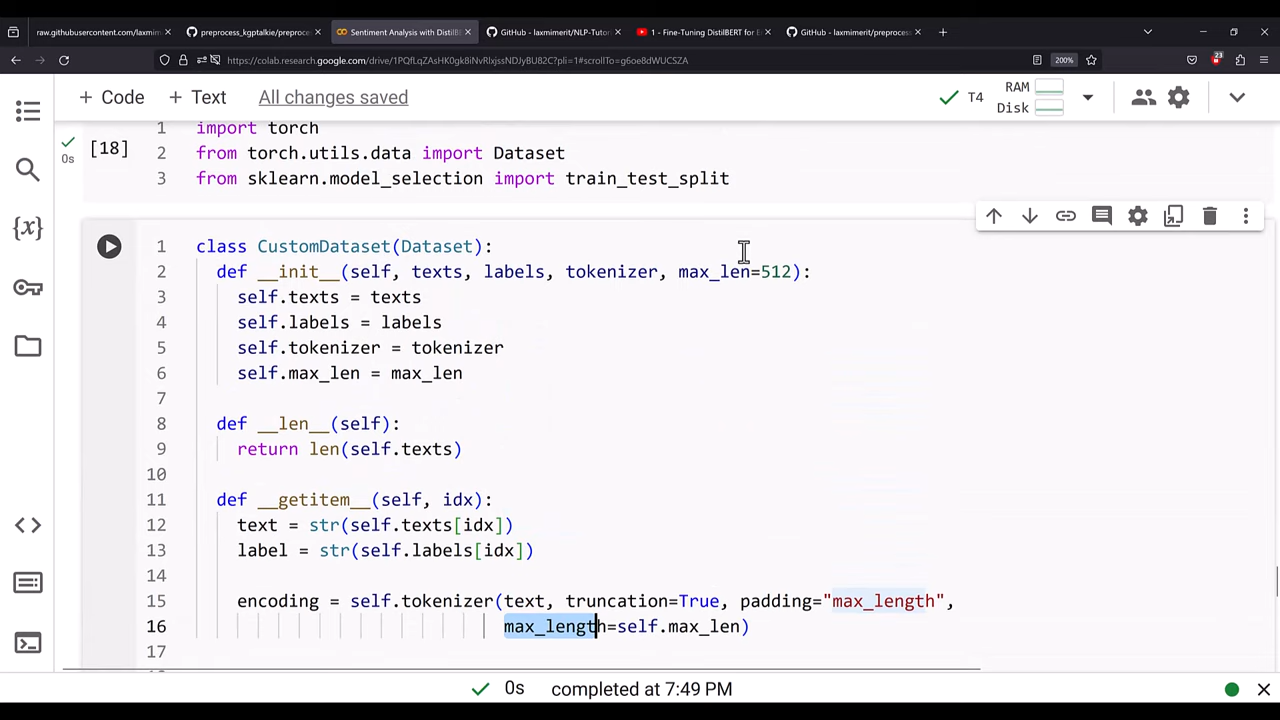 raw.githubusercontent.com/laxmim
preprocess_kgptalkie/preproce
Sentiment Analysis with DistilB
GitHub - laxmimerit/NLP-Tutor
1 - Fine-Tuning DistilBERT for
GitHub - laxmimerit/preproces
https://colab.research.google.com/drive/1PQfLqZAsHK0gk8iNvRlxjssNDJyBU82C?pli=1#scrollTo=g6oe8dWUCSZA
200%
23
+ Code
+ Text
All changes saved
T4
RAM
Disk
[18]
0s
1 import torch
2 from torch.utils.data import Dataset
3 from sklearn.model_selection import train_test_split
{x}
1 class CustomDataset(Dataset):
2 def __init__(self, texts, labels, tokenizer, max_len=512):
3 self.texts = texts
4 self.labels = labels
5 self.tokenizer = tokenizer
6 self.max_len = max_len
7
8 def __len__(self):
9 return len(self.texts)
10
11 def __getitem__(self, idx):
12 text = str(self.texts[idx])
13 label = str(self.labels[idx])
14
15 encoding = self.tokenizer(text, truncation=True, padding="max_length",
16 max_length=self.max_len)
17
0s completed at 7:49 PM